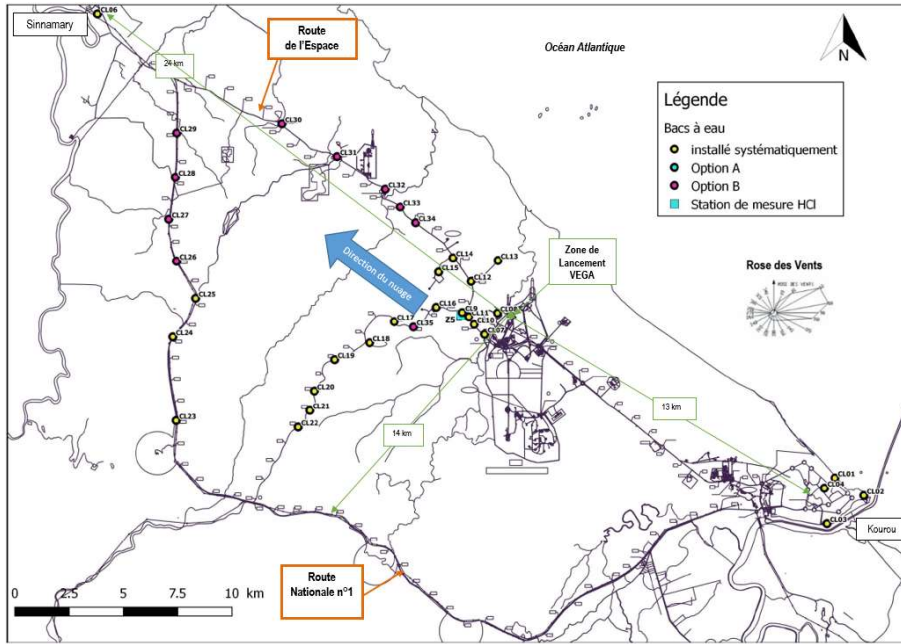 Sinnamary
CL06
Route
de l'Espace
Océan Atlantique
N
24 km
Légende
Bacs à eau
installé systématiquement
Option A
Option B
Station de mesure HCl
CL30
CL29
CL31
CL28
CL32
CL33
CL34
CL27
Direction du nuage
Zone de
Lancement
VEGA
CL14
CL13
CL26
CL15
CL12
Rose des Vents
CL25
CL16
CL9
CL08
CL11
Z5
CL10
CL17
CL35
CL07
CL24
CL18
CL19
CL20
CL21
CL22
CL23
14 km
13 km
CL01
CL04
CL02
CL03
Kourou
Route
Nationale n°1
0 2.5 5 7.5 10 km